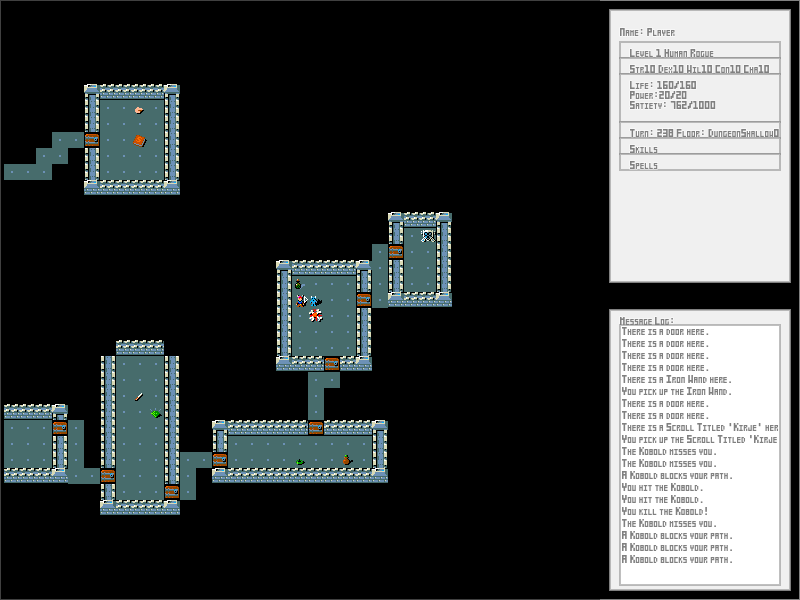 Name: Player
Level 1 Human Rogue
Str10 Dex10 Wil10 Con10 Cha10
Life: 160/160
Power:20/20
Satiety: 762/1000
Turn: 238 Floor: DungeonShallow0
Skills
Spells
Message Log:
There is a door here.
There is a door here.
There is a door here.
There is a door here.
There is a Iron Wand here.
You pick up the Iron Wand.
There is a door here.
There is a door here.
There is a Scroll Titled 'Kirje' her
You pick up the Scroll Titled 'Kirje
The Kobold misses you.
The Kobold misses you.
A Kobold blocks your path.
You hit the Kobold.
You hit the Kobold.
You kill the Kobold!
The Kobold misses you.
A Kobold blocks your path.
A Kobold blocks your path.
A Kobold blocks your path.